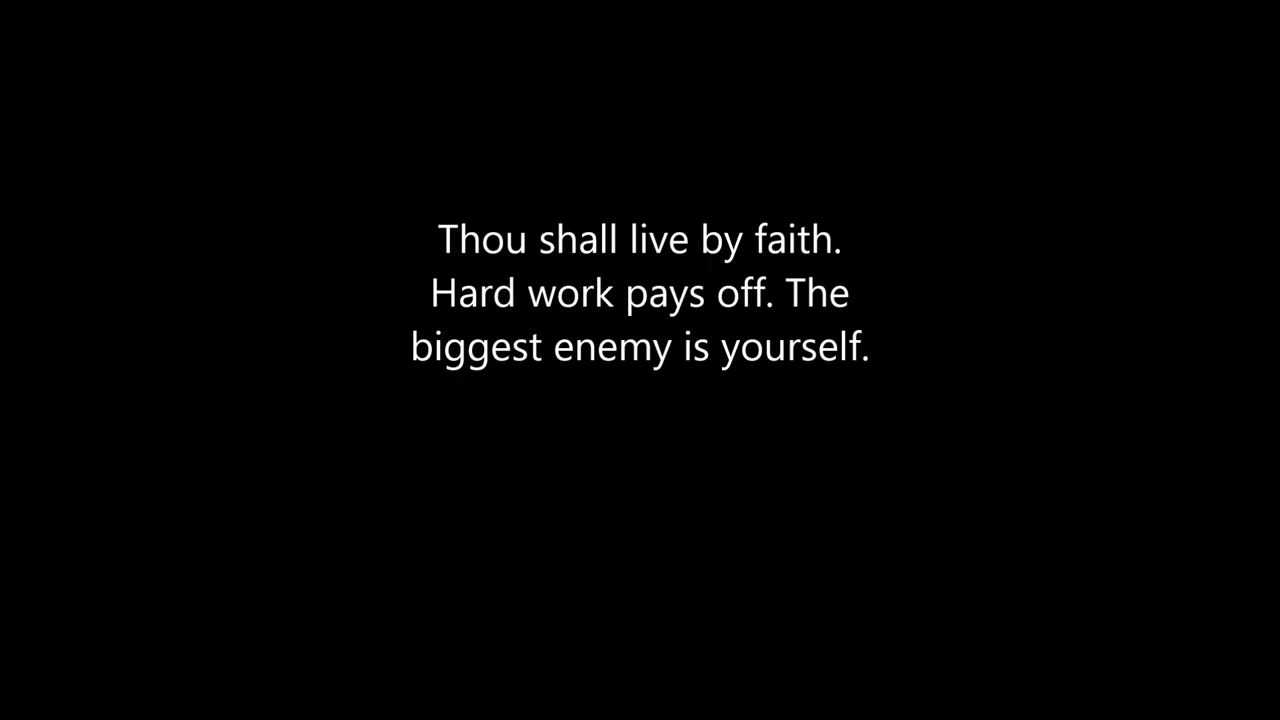 Thou shall live by faith.
Hard work pays off. The
biggest enemy is yourself.